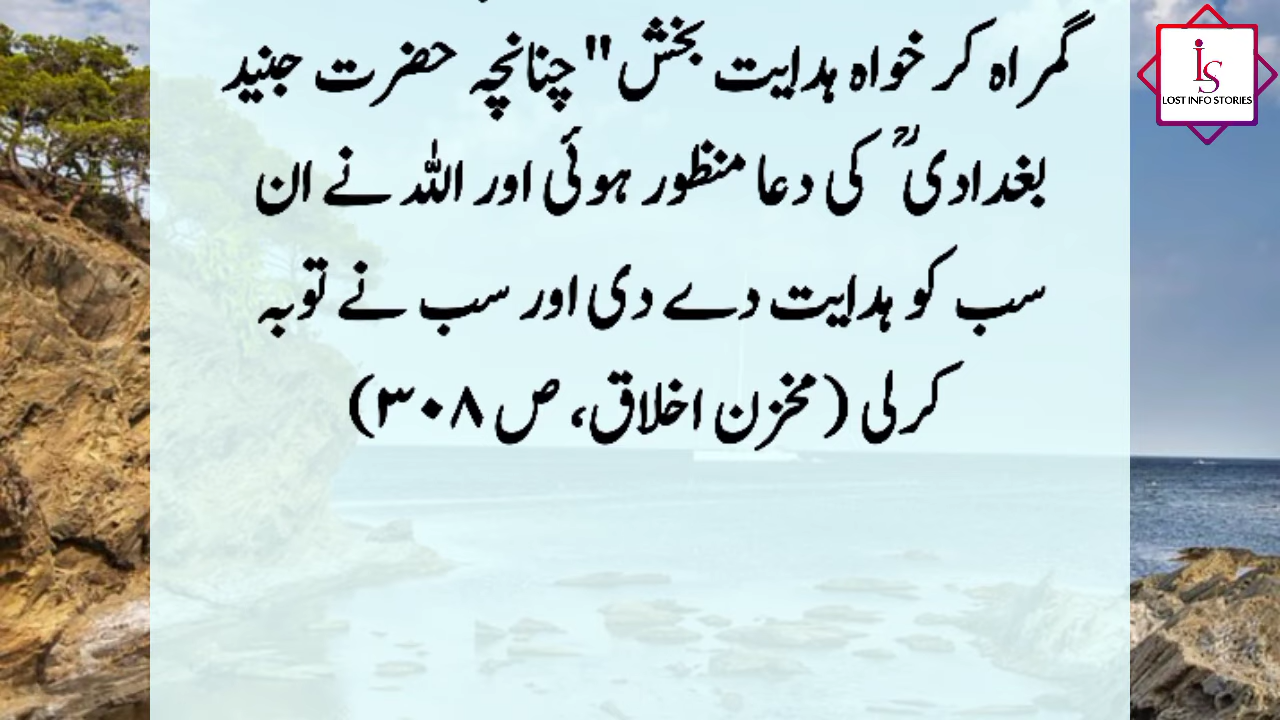 گمراہ کر خواہ ہدایت بخش" چنانچہ حضرت جنید
بغدادیؒ کی دعا منظور ہوئی اور اللہ نے ان
سب کو ہدایت دے دی اور سب نے توبہ
کرلی (مخزن اخلاق، ص ۳۰۸)
IS
LOST INFO STORIES